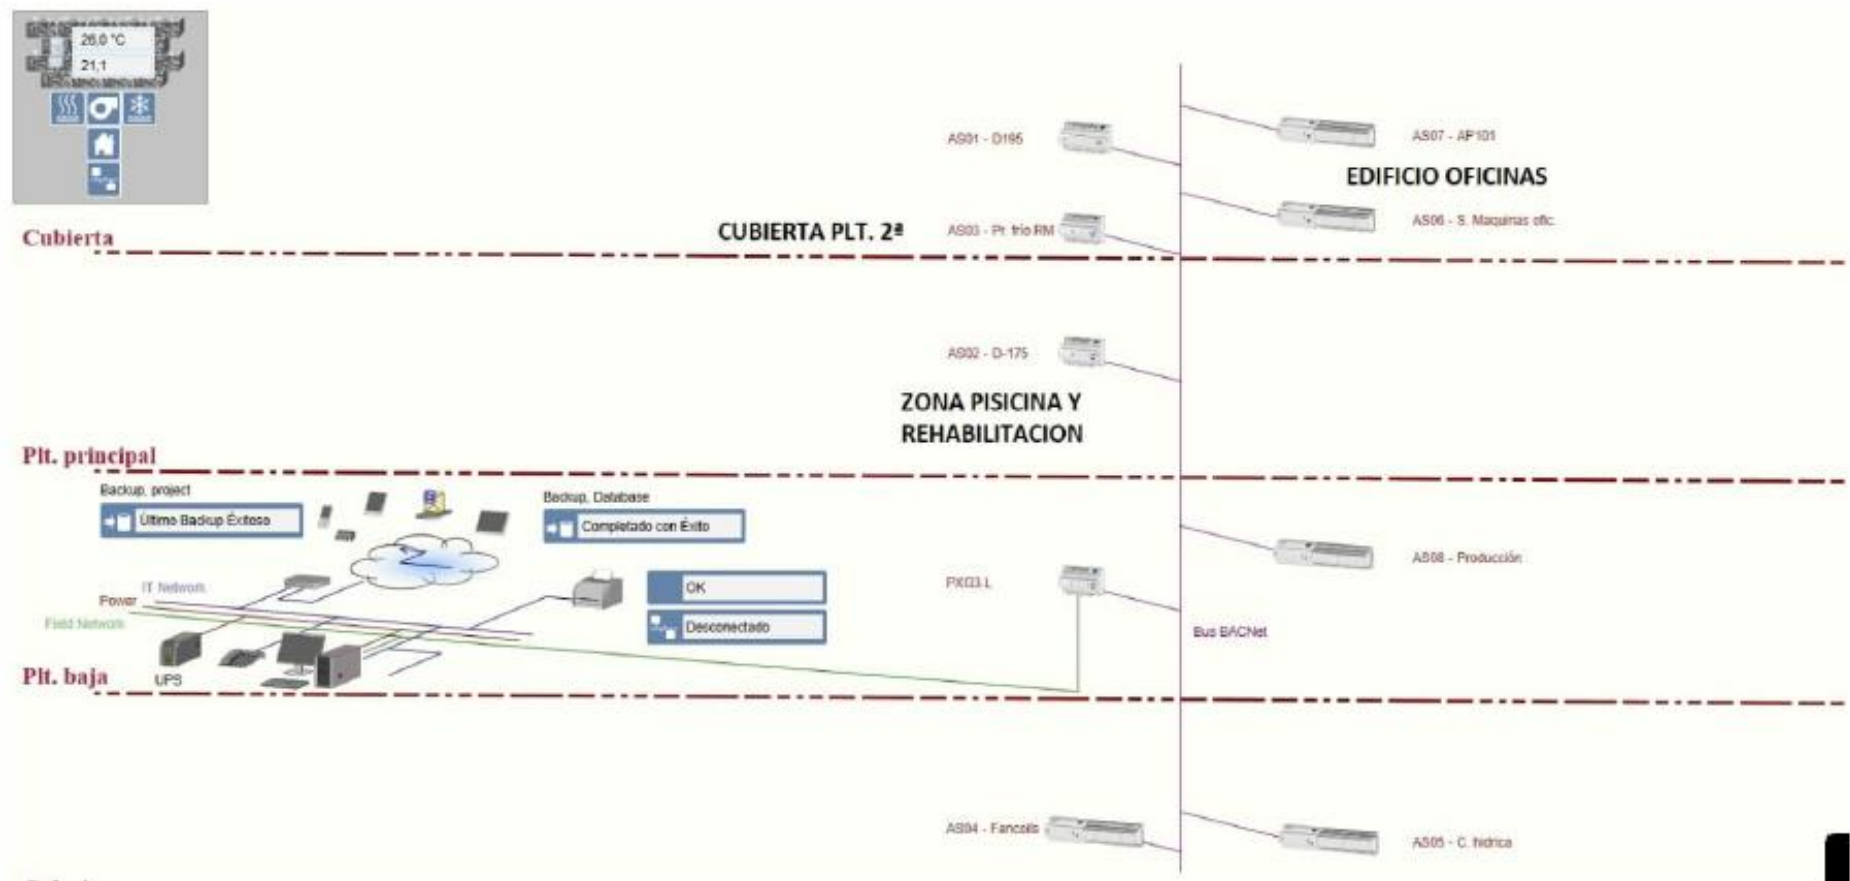 26,0 °C
21,1
AS01 - D195
AS07 - AP101
EDIFICIO OFICINAS
CUBIERTA PLT. 2ª
AS03 - Pt. frio RM
AS06 - S. Maquinas ofic.
Cubierta
AS02 - D-175
ZONA PISICINA Y
REHABILITACION
Plt. principal
Backup, project
Último Backup Éxitoso
Backup, Database
Completado con Éxito
AS08 - Producción
IT Network
Power
Field Network
OK
Desconectado
PXG3.L
Bus BACNet
Plt. baja
UPS
AS04 - Fancoils
AS05 - C. hidrica